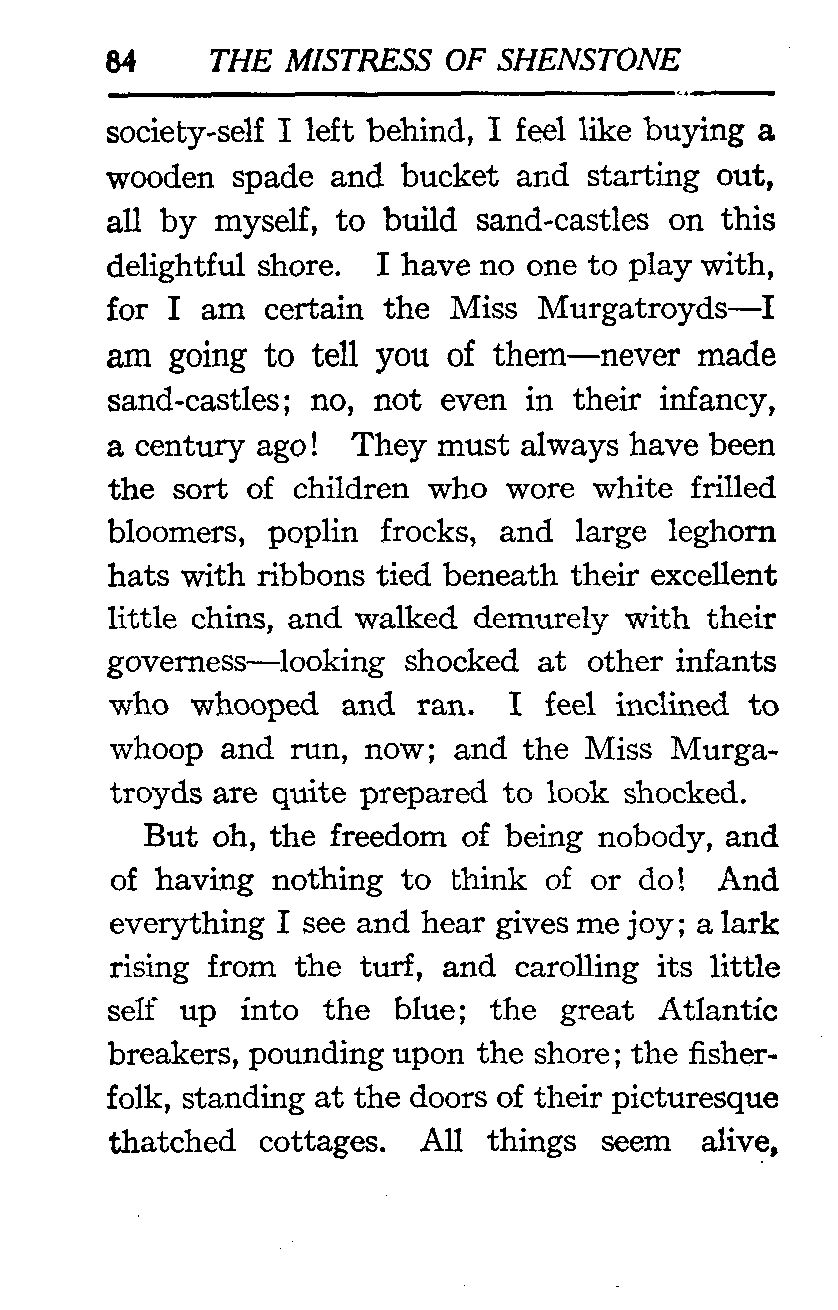 84 THE MISTRESS OF SHENSTONE
society-self I left behind, I feel like buying a
wooden spade and bucket and starting out,
all by myself, to build sand-castles on this
delightful shore. I have no one to play with,
for I am certain the Miss Murgatroyds—I
am going to tell you of them—never made
sand-castles; no, not even in their infancy,
a century ago! They must always have been
the sort of children who wore white frilled
bloomers, poplin frocks, and large leghorn
hats with ribbons tied beneath their excellent
little chins, and walked demurely with their
governess—looking shocked at other infants
who whooped and ran. I feel inclined to
whoop and run, now; and the Miss Murga-
troyds are quite prepared to look shocked.
But oh, the freedom of being nobody, and
of having nothing to think of or do! And
everything I see and hear gives me joy; a lark
rising from the turf, and carolling its little
self up into the blue; the great Atlantic
breakers, pounding upon the shore; the fisher-
folk, standing at the doors of their picturesque
thatched cottages. All things seem alive,